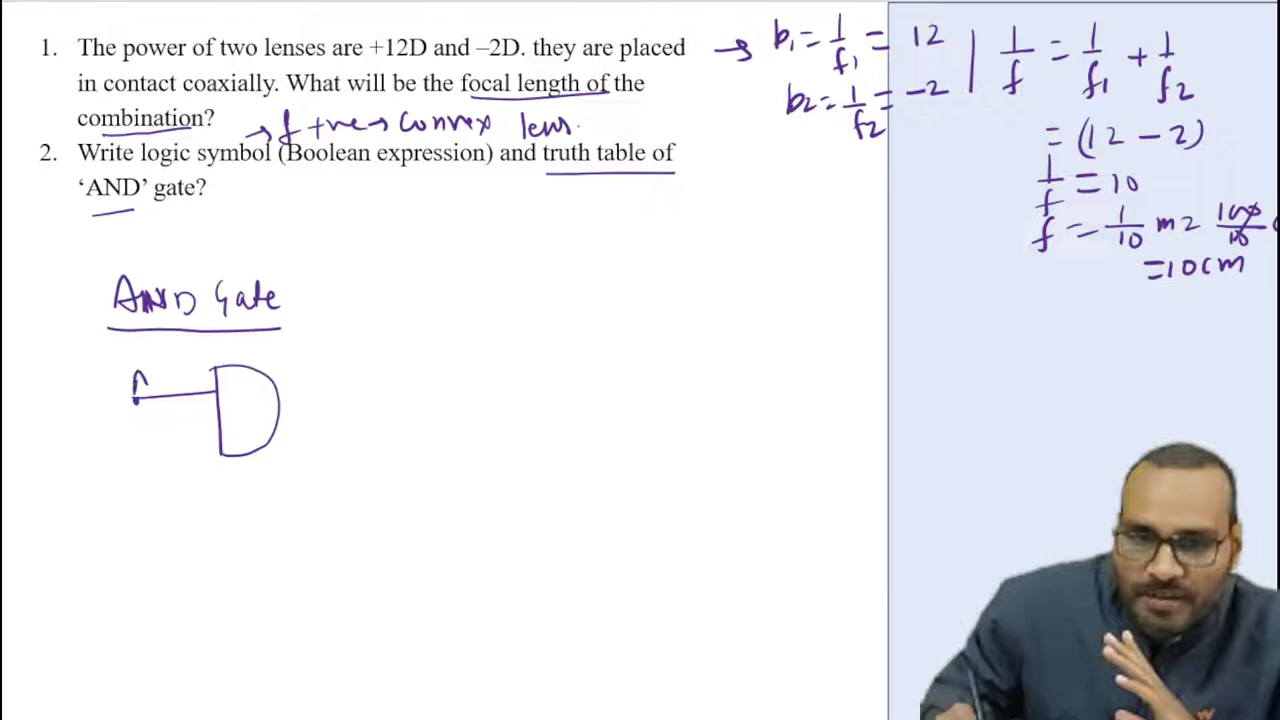 1. The power of two lenses are +12D and –2D. they are placed
in contact coaxially. What will be the focal length of the
combination?
→ f +ve → convex lens.
2. Write logic symbol (Boolean expression) and truth table of
‘AND’ gate?
AND Gate
A
→ P₁ = 1/f₁ = 12
P₂ = 1/f₂ = -2
1/f = 1/f₁ + 1/f₂
= (12 - 2)
1/f = 10
f = 1/10 m = 100/10
= 10cm